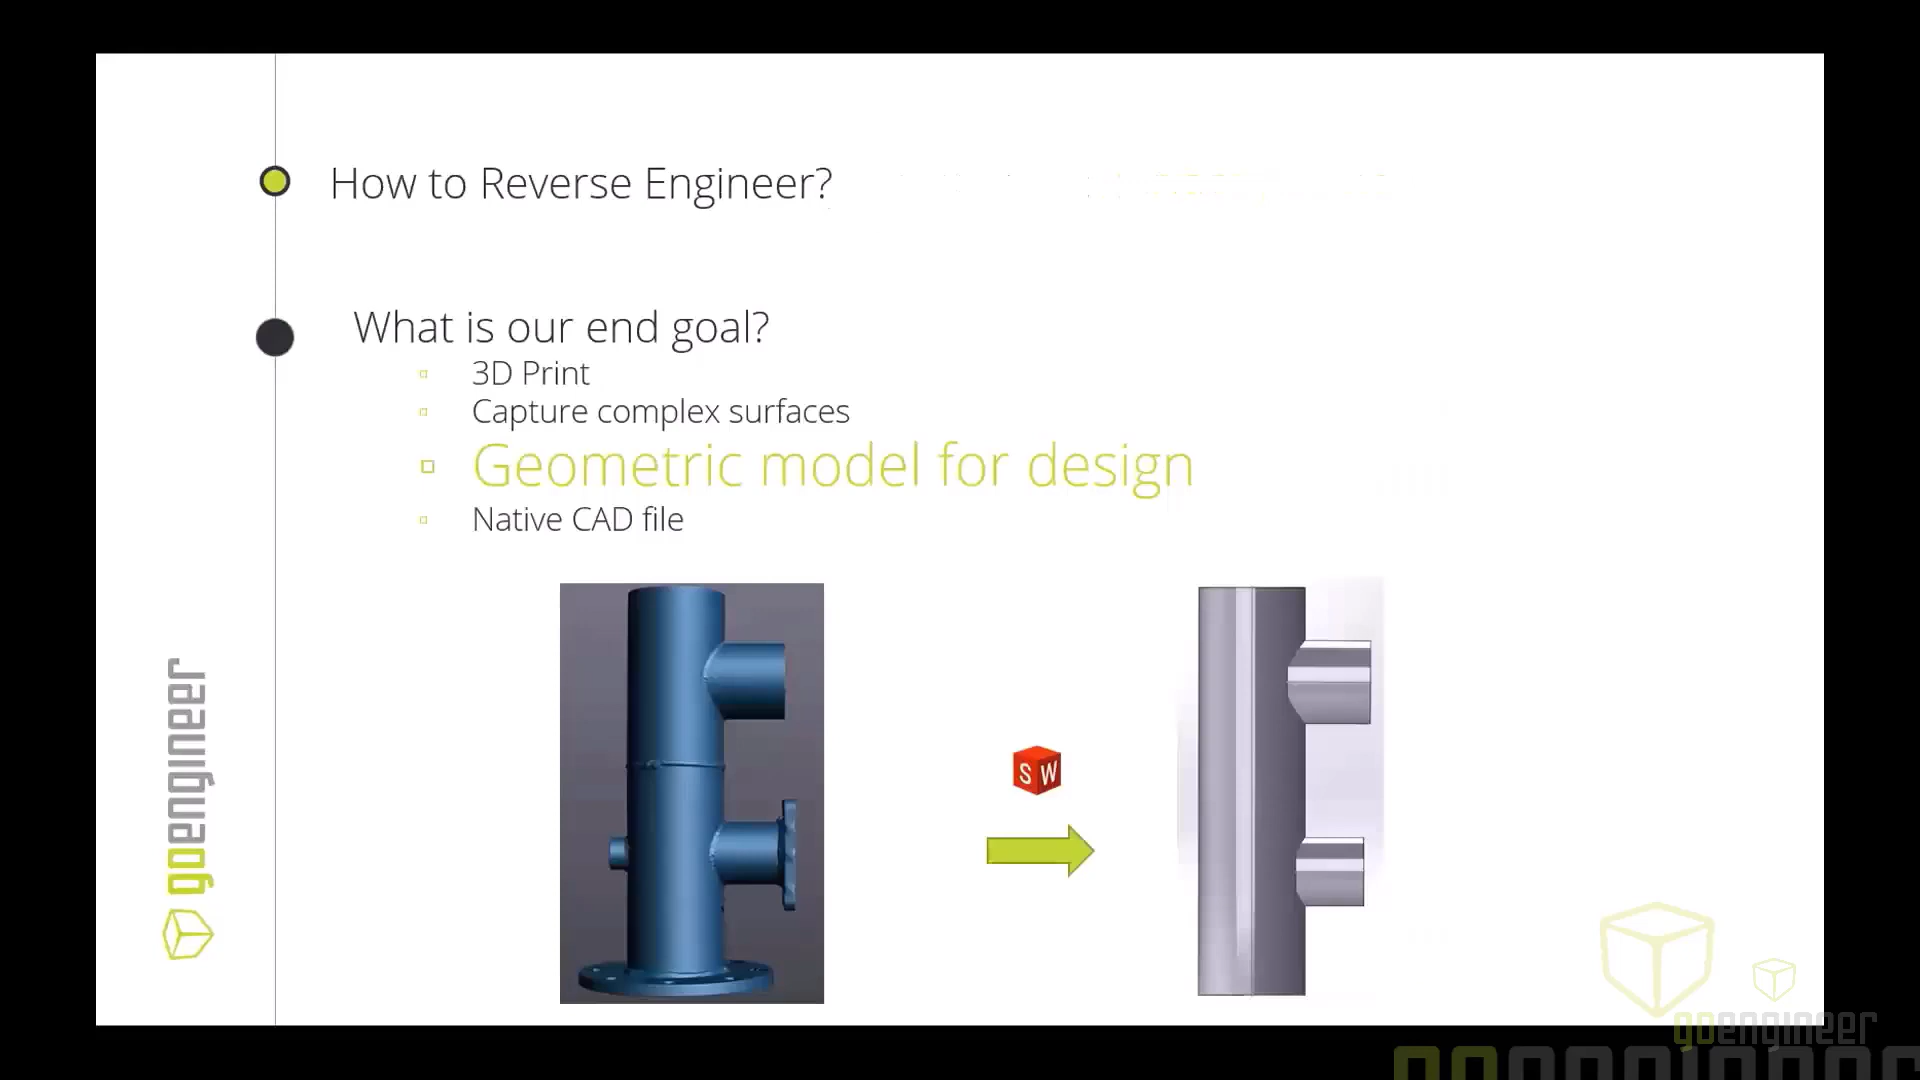 How to Reverse Engineer?
What is our end goal?
3D Print
Capture complex surfaces
Geometric model for design
Native CAD file
SW
goengineer
goengineer
goengineer